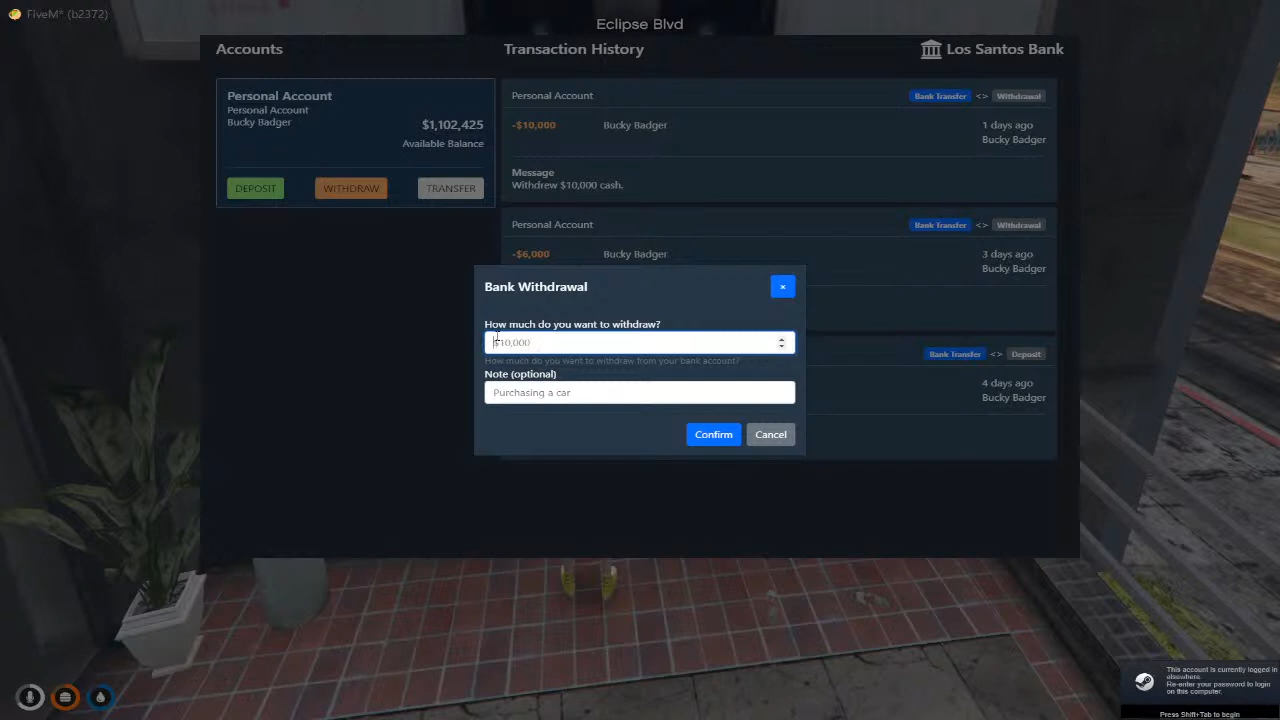 FiveM* (b2372)
Eclipse Blvd
Accounts
Transaction History
Los Santos Bank
Personal Account
Personal Account
Bucky Badger
$1,102,425
Available Balance
DEPOSIT
WITHDRAW
TRANSFER
Personal Account
Bank Transfer <> Withdrawal
-$10,000
Bucky Badger
1 days ago
Bucky Badger
Message
Withdrew $10,000 cash.
Personal Account
Bank Transfer <> Withdrawal
-$6,000
Bucky Badger
3 days ago
Bucky Badger
Bank Transfer <> Deposit
4 days ago
Bucky Badger
Bank Withdrawal
×
How much do you want to withdraw?
$10,000
How much do you want to withdraw from your bank account?
Note (optional)
Purchasing a car
Confirm
Cancel
This account is currently logged in
elsewhere.
Re-enter your password to login
on this computer.
Press Shift+Tab to begin